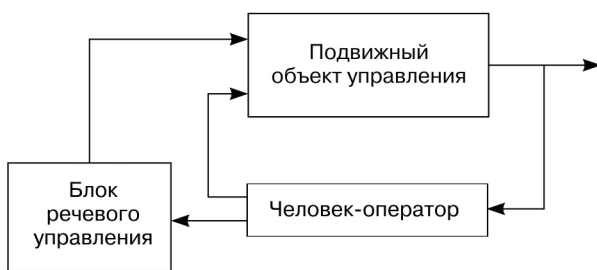 Подвижный
объект управления
Человек-оператор
Блок
речевого
управления